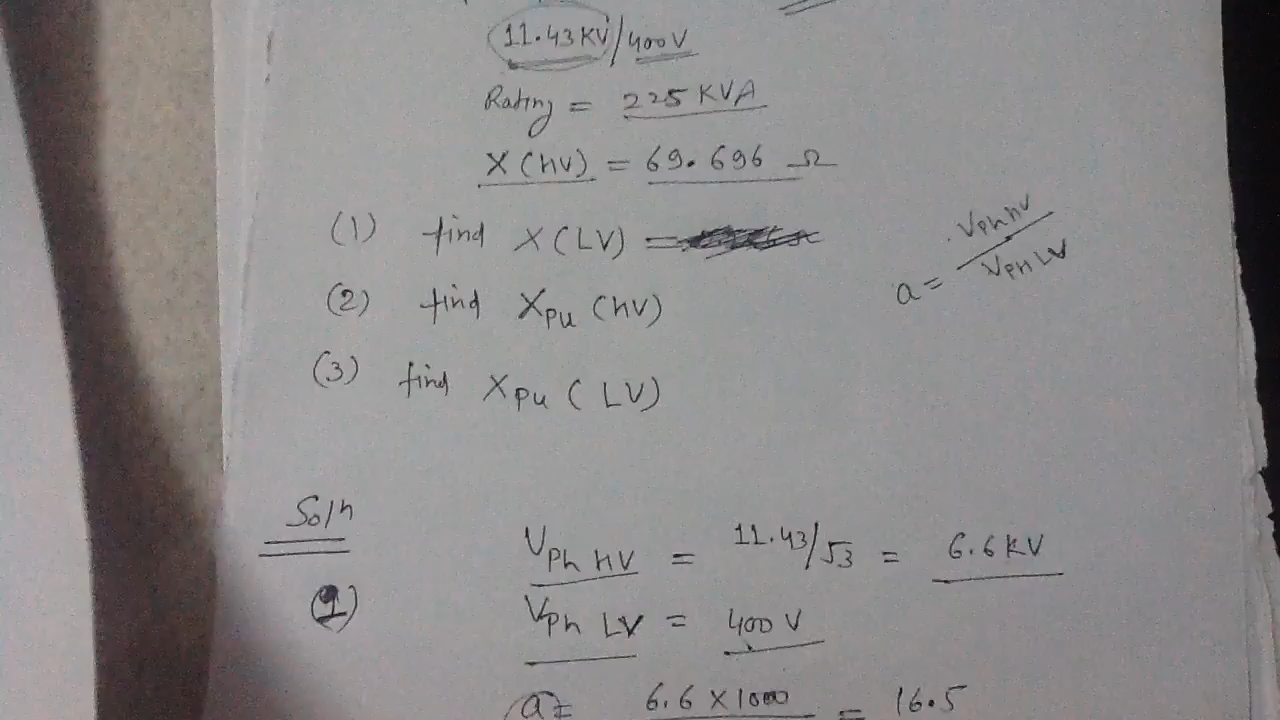 11.43KV/400V
Rating = 225 KVA
X(hv) = 69.696 Ω
(1) find X(LV) =
a = Vph hv / VPH LV
(2) find Xpu (hv)
(3) find Xpu (LV)
Soln
(1)
VPh HV = 11.43/√3 = 6.6 KV
Vph LV = 400 V
a = 6.6 X 1000 = 16.5